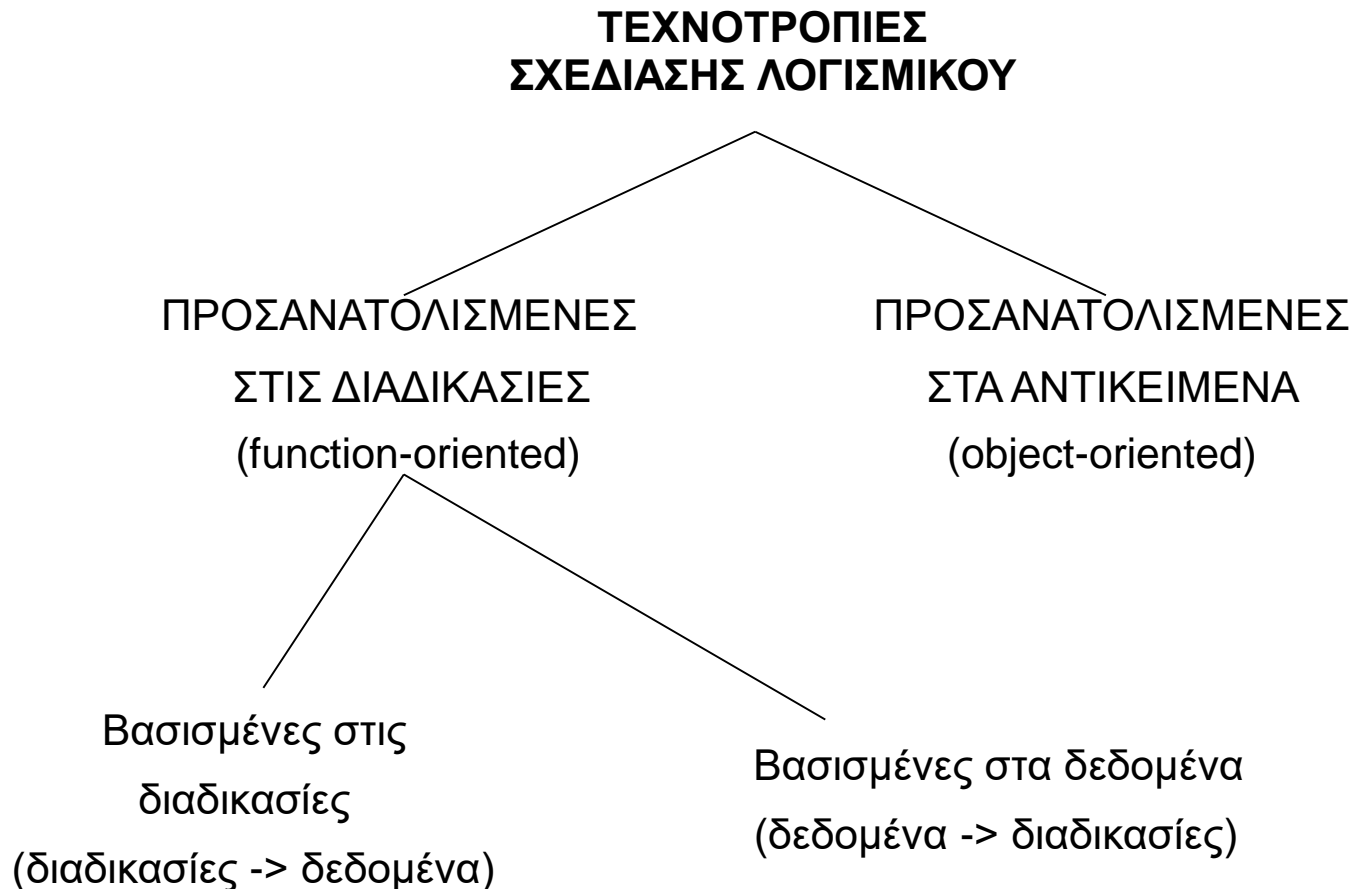 ΤΕΧΝΟΤΡΟΠΙΕΣ
ΣΧΕΔΙΑΣΗΣ ΛΟΓΙΣΜΙΚΟΥ
ΠΡΟΣΑΝΑΤΟΛΙΣΜΕΝΕΣ
ΣΤΙΣ ΔΙΑΔΙΚΑΣΙΕΣ
(function-oriented)
ΠΡΟΣΑΝΑΤΟΛΙΣΜΕΝΕΣ
ΣΤΑ ΑΝΤΙΚΕΙΜΕΝΑ
(object-oriented)
Βασισμένες στις
διαδικασίες
(διαδικασίες -> δεδομένα)
Βασισμένες στα δεδομένα
(δεδομένα -> διαδικασίες)